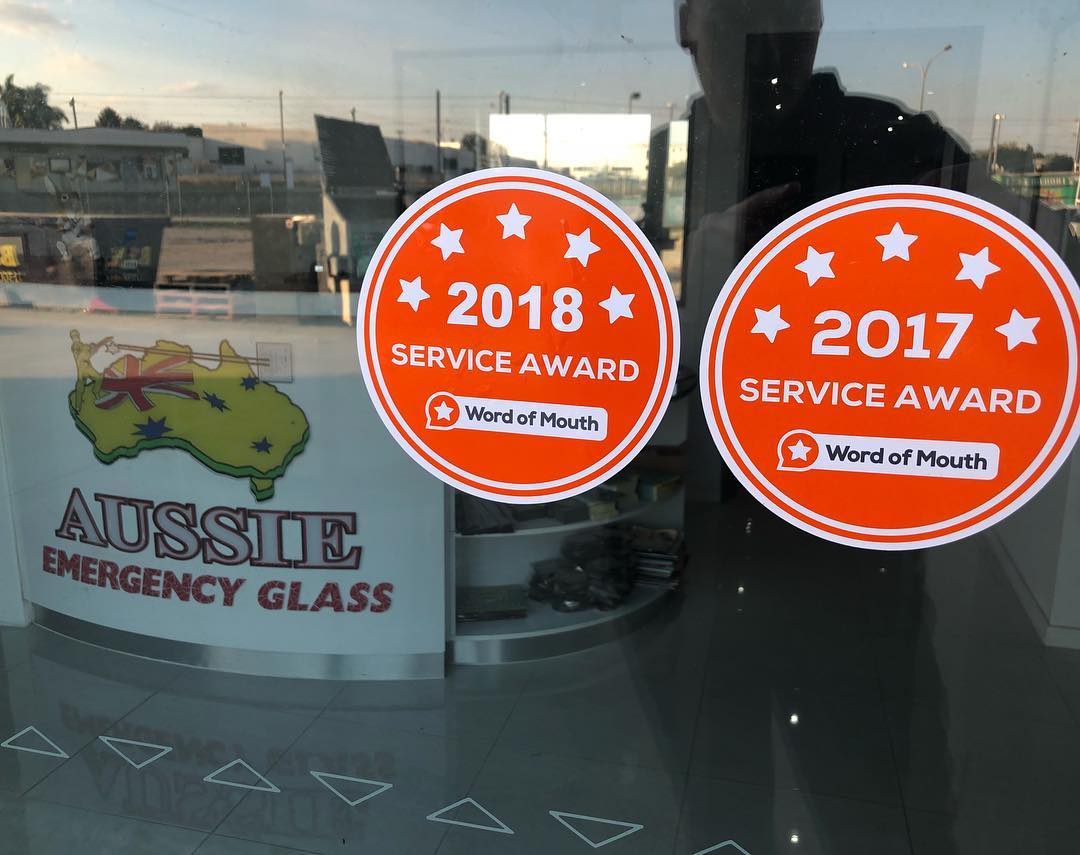 2018
SERVICE AWARD
Word of Mouth
2017
SERVICE AWARD
Word of Mouth
AUSSIE
EMERGENCY GLASS